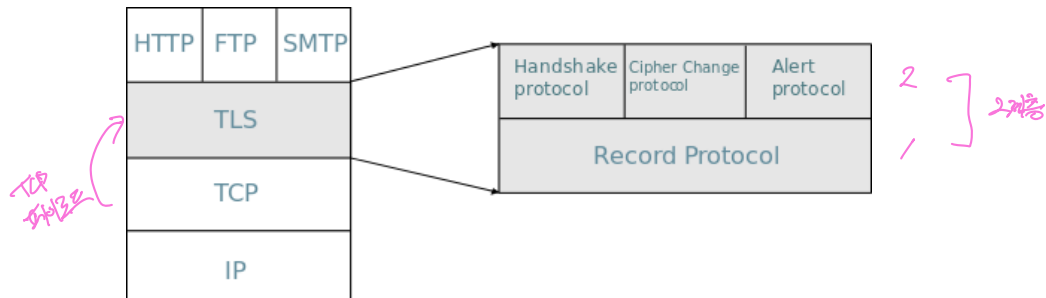 HTTP FTP SMTP
TLS
TCP
IP
Handshake
protocol
Cipher Change
protocol
Alert
protocol
Record Protocol
2
1
2계층
TCP
페이로드